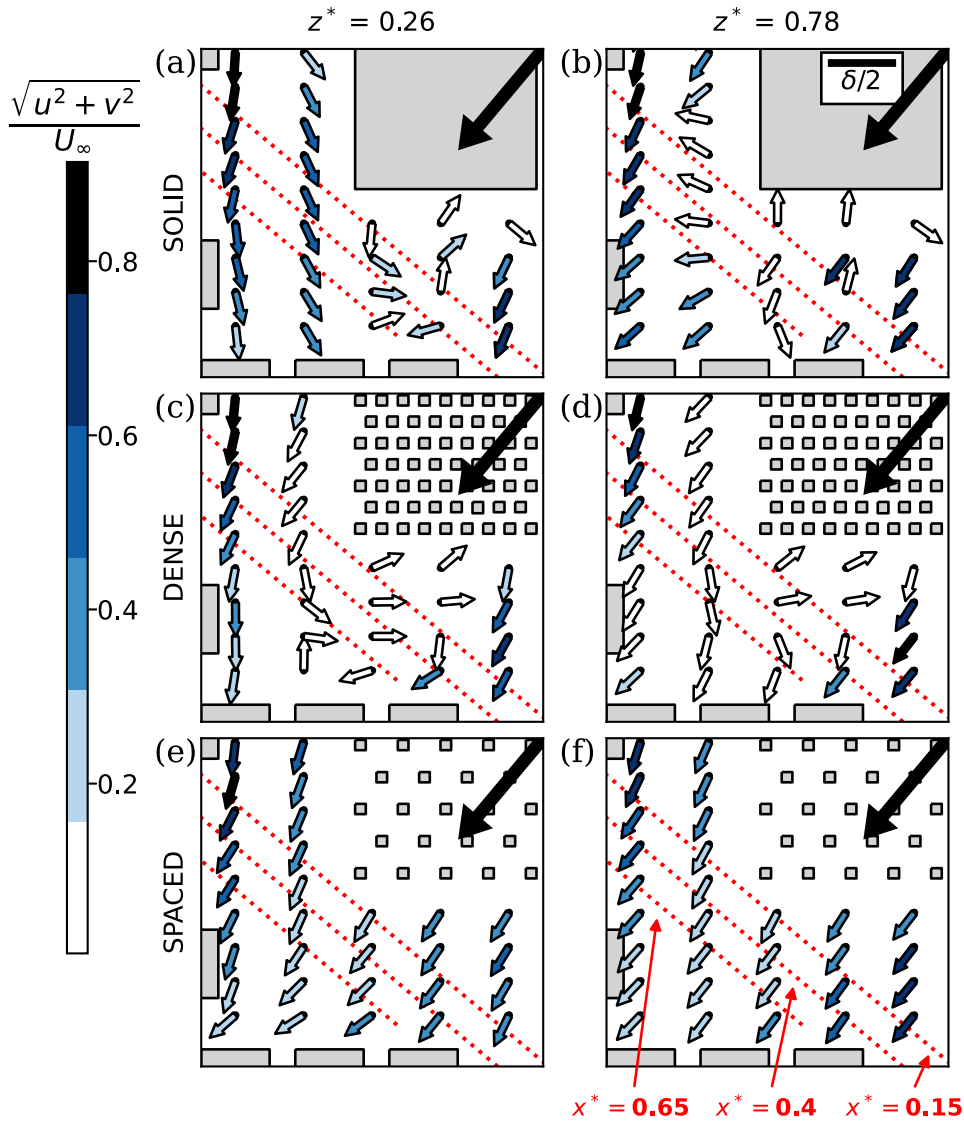 z* = 0.26
z* = 0.78
(a)
(b)
δ/2
√u² + v²
U∞
SOLID
0.8
0.6
0.4
0.2
(c)
(d)
DENSE
(e)
(f)
SPACED
x* = 0.65
x* = 0.4
x* = 0.15